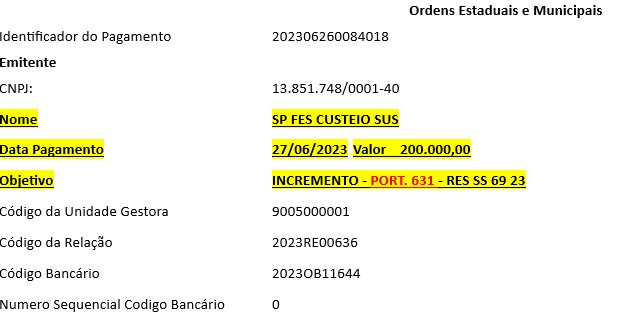 Ordens Estaduais e Municipais
Identificador do Pagamento 202306260084018
Emitente
CNPJ: 13.851.748/0001-40
Nome SP FES CUSTEIO SUS
Data Pagamento 27/06/2023 Valor 200.000,00
Objetivo INCREMENTO - PORT. 631 - RES SS 69 23
Código da Unidade Gestora 9005000001
Código da Relação 2023RE00636
Código Bancário 2023OB11644
Numero Sequencial Codigo Bancário 0